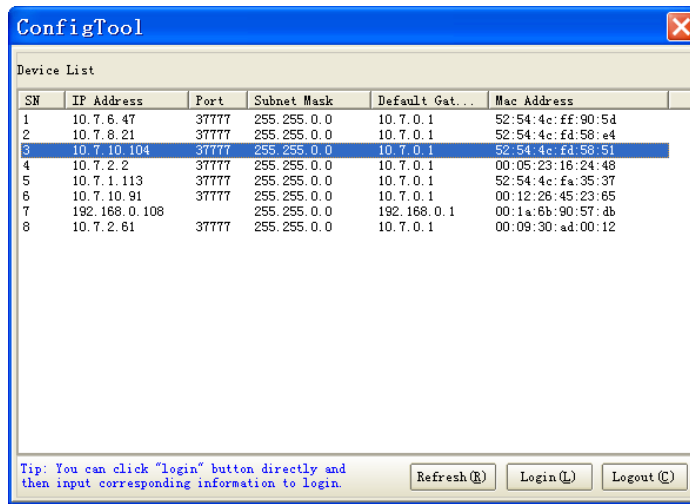 ConfigTool
Device List
SN IP Address Port Subnet Mask Default Gat... Mac Address
1 10.7.6.47 37777 255.255.0.0 10.7.0.1 52:54:4c:ff:90:5d
2 10.7.8.21 37777 255.255.0.0 10.7.0.1 52:54:4c:fd:58:e4
3 10.7.10.104 37777 255.255.0.0 10.7.0.1 52:54:4c:fd:58:51
4 10.7.2.2 37777 255.255.0.0 10.7.0.1 00:05:23:16:24:48
5 10.7.1.113 37777 255.255.0.0 10.7.0.1 52:54:4c:fa:35:37
6 10.7.10.91 37777 255.255.0.0 10.7.0.1 00:12:26:45:23:65
7 192.168.0.108 255.255.0.0 192.168.0.1 00:1a:6b:90:57:db
8 10.7.2.61 37777 255.255.0.0 10.7.0.1 00:09:30:ad:00:12
Tip: You can click "login" button directly and
then input corresponding information to login.
Refresh(R) Login(L) Logout(C)